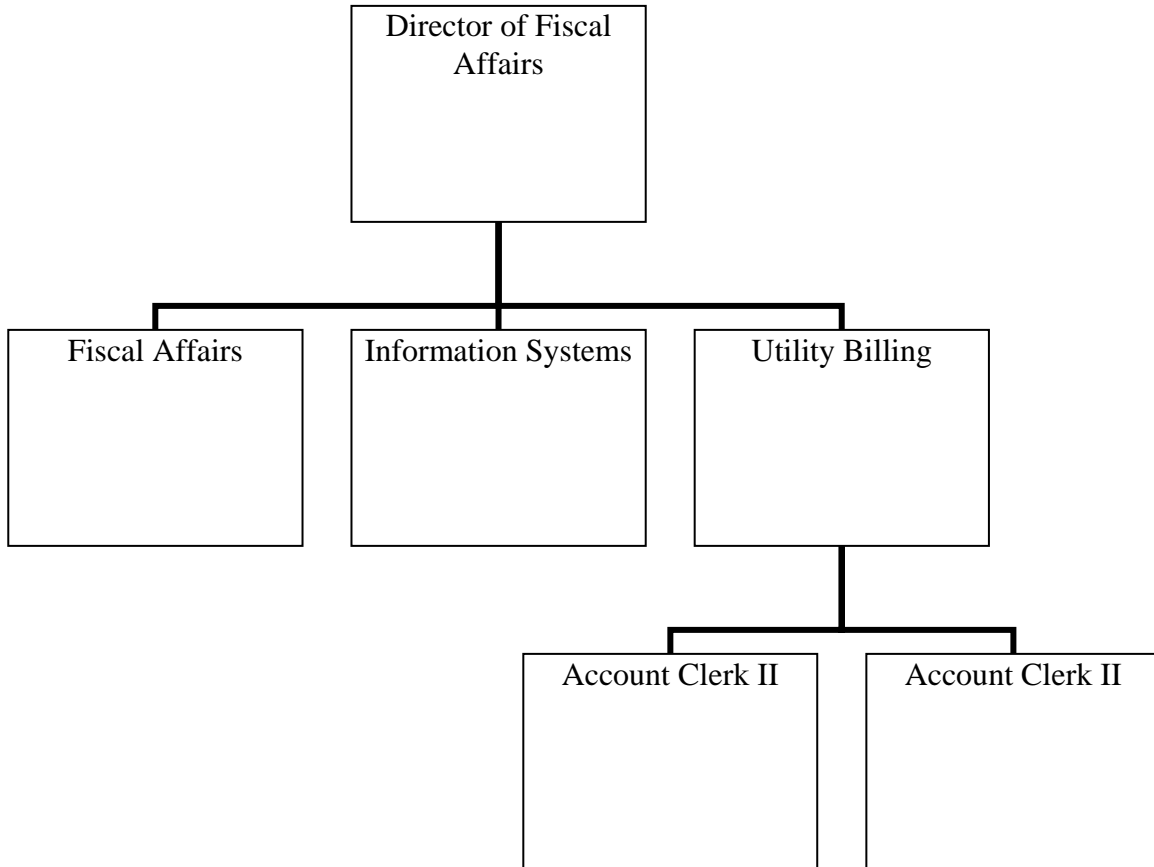 Director of Fiscal
Affairs
Fiscal Affairs
Information Systems
Utility Billing
Account Clerk II
Account Clerk II